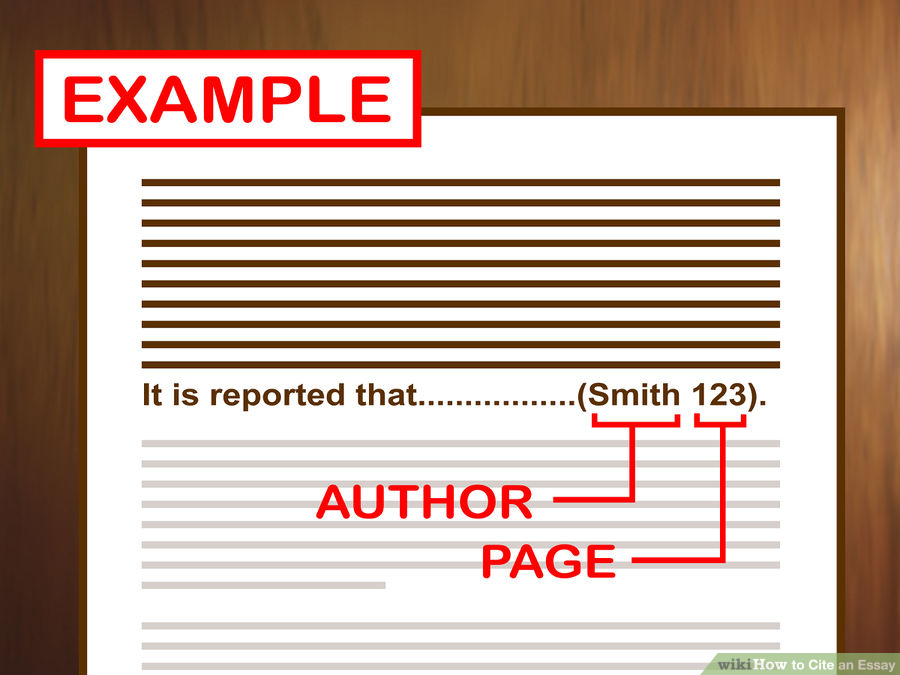 EXAMPLE
It is reported that.................(Smith 123).
AUTHOR
PAGE
wikiHow to Cite an Essay